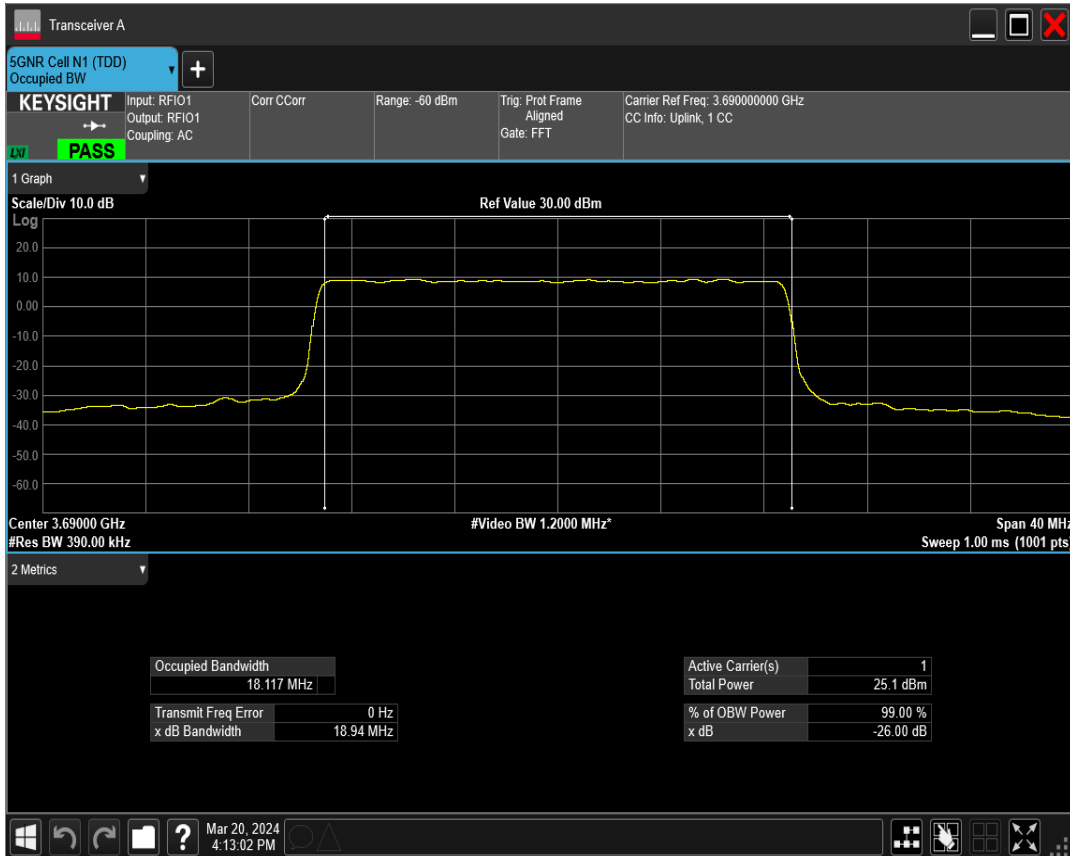 Transceiver A
5GNR Cell N1 (TDD)
Occupied BW
+
KEYSIGHT
LXI
PASS
Input: RFIO1
Output: RFIO1
Coupling: AC
Corr CCorr
Range: -60 dBm
Trig: Prot Frame
Aligned
Gate: FFT
Carrier Ref Freq: 3.690000000 GHz
CC Info: Uplink, 1 CC
1 Graph
Scale/Div 10.0 dB
Ref Value 30.00 dBm
Log
20.0
10.0
0.00
-10.0
-20.0
-30.0
-40.0
-50.0
-60.0
Center 3.69000 GHz
#Video BW 1.2000 MHz*
Span 40 MHz
#Res BW 390.00 kHz
Sweep 1.00 ms (1001 pts)
2 Metrics
Occupied Bandwidth
18.117 MHz
Transmit Freq Error 0 Hz
x dB Bandwidth 18.94 MHz
Active Carrier(s) 1
Total Power 25.1 dBm
% of OBW Power 99.00 %
x dB -26.00 dB
?
Mar 20, 2024
4:13:02 PM